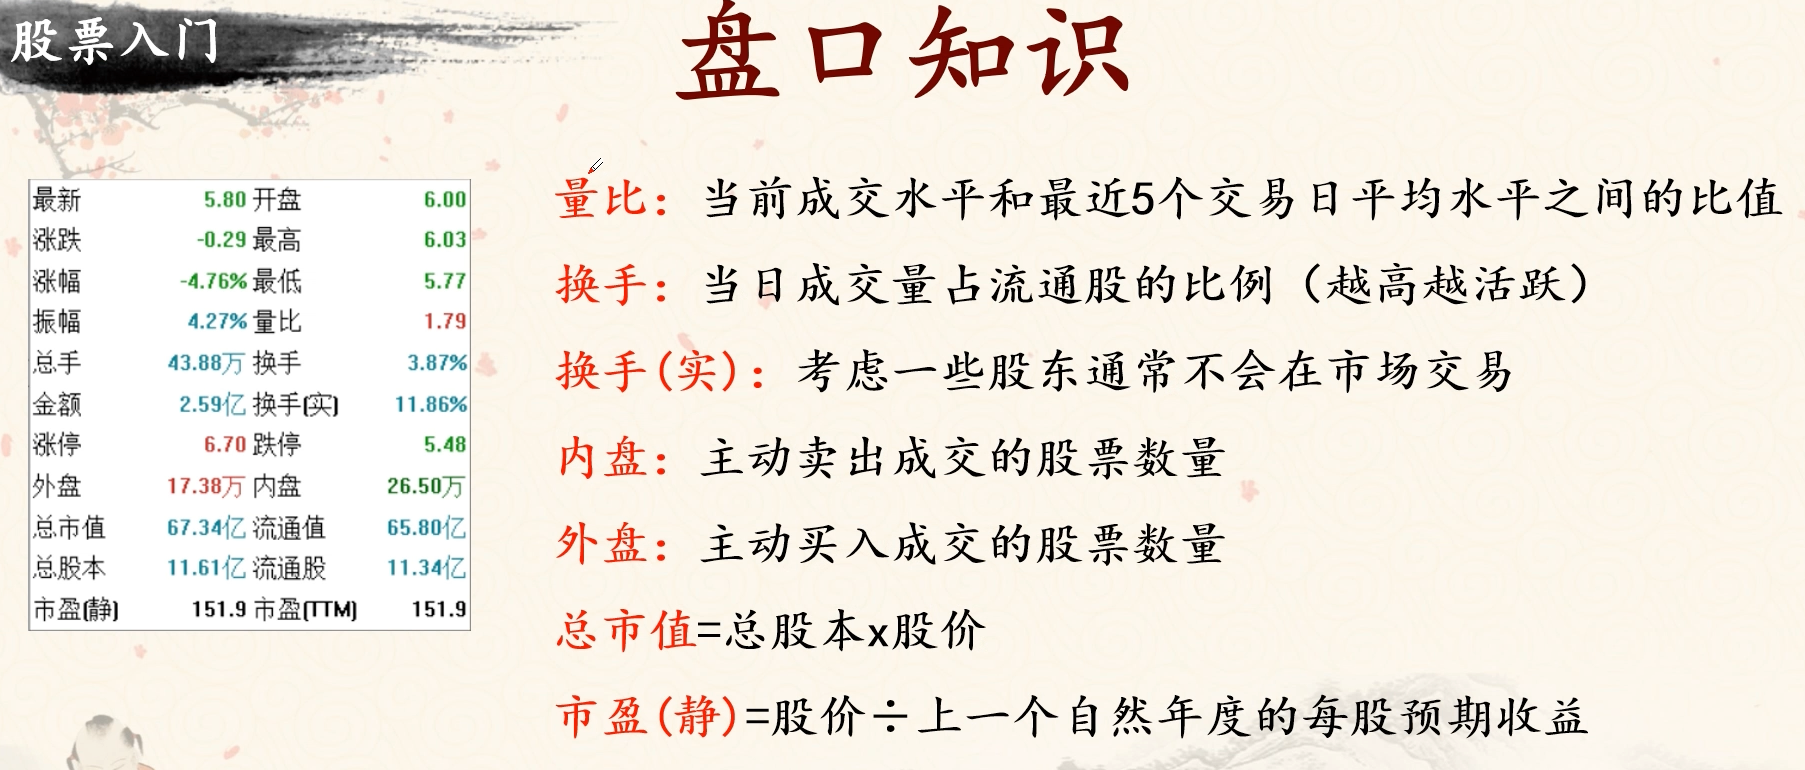 股票入门
盘口知识
最新 5.80 开盘 6.00
涨跌 -0.29 最高 6.03
涨幅 -4.76% 最低 5.77
振幅 4.27% 量比 1.79
总手 43.88万 换手 3.87%
金额 2.59亿 换手(实) 11.86%
涨停 6.70 跌停 5.48
外盘 17.38万 内盘 26.50万
总市值 67.34亿 流通值 65.80亿
总股本 11.61亿 流通股 11.34亿
市盈(静) 151.9 市盈(TTM) 151.9
量比：当前成交水平和最近5个交易日平均水平之间的比值
换手：当日成交量占流通股的比例（越高越活跃）
换手(实)：考虑一些股东通常不会在市场交易
内盘：主动卖出成交的股票数量
外盘：主动买入成交的股票数量
总市值=总股本x股价
市盈(静)=股价÷上一个自然年度的每股预期收益